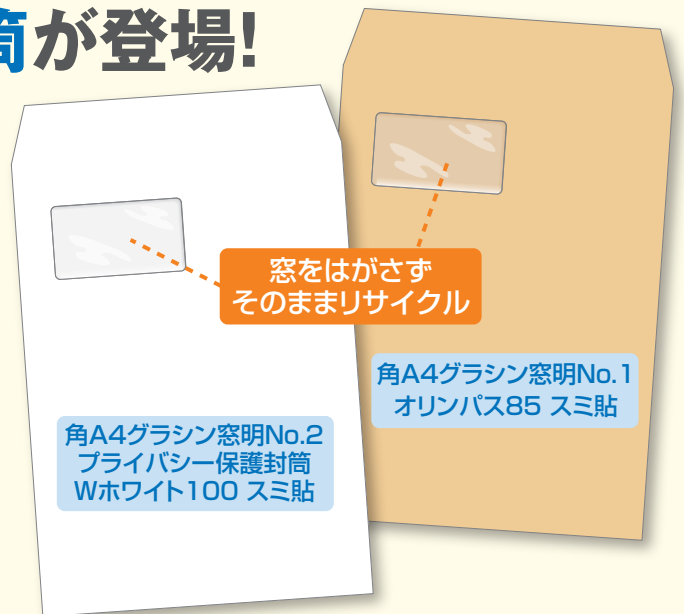 筒が登場!
窓をはがさず
そのままリサイクル
角A4グラシン窓明No.1
オリンパス85 スミ貼
角A4グラシン窓明No.2
プライバシー保護封筒
Wホワイト100 スミ貼